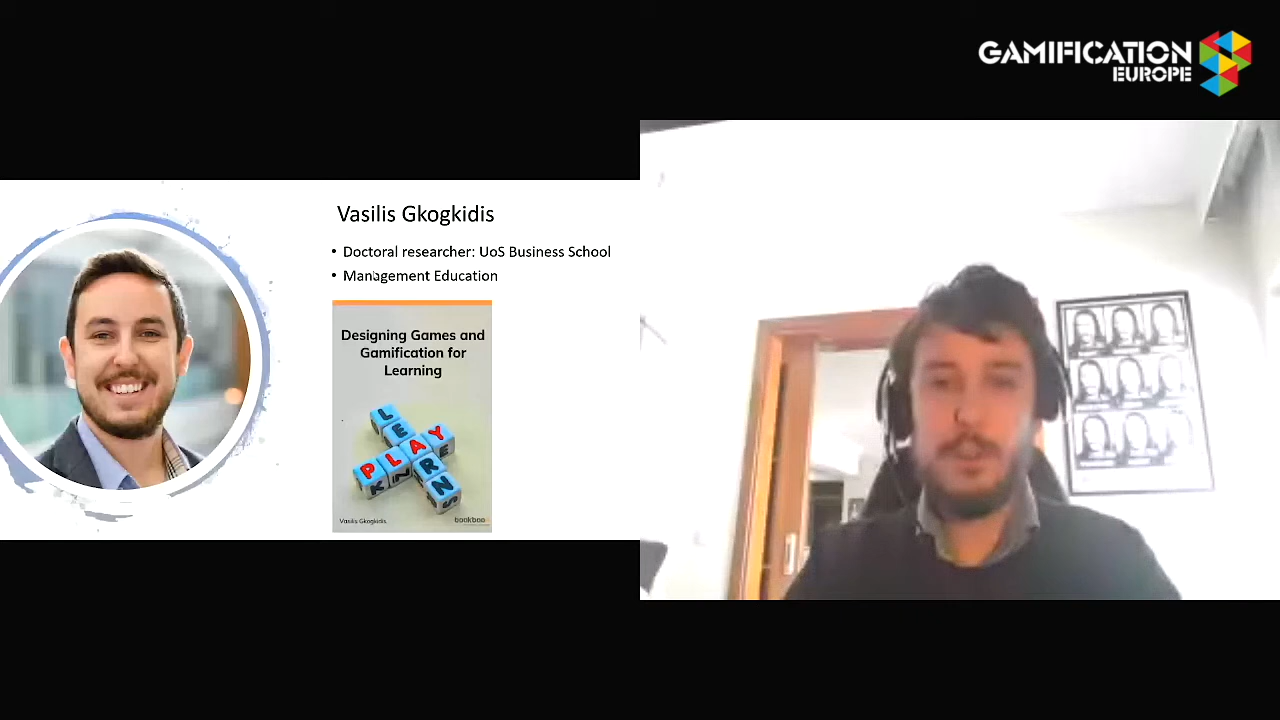 GAMIFICATION
EUROPE
Vasilis Gkogkidis
• Doctoral researcher: UoS Business School
• Management Education
Designing Games and
Gamification for
Learning
L
E
PLAY
R
N
Vasilis Gkogkidis